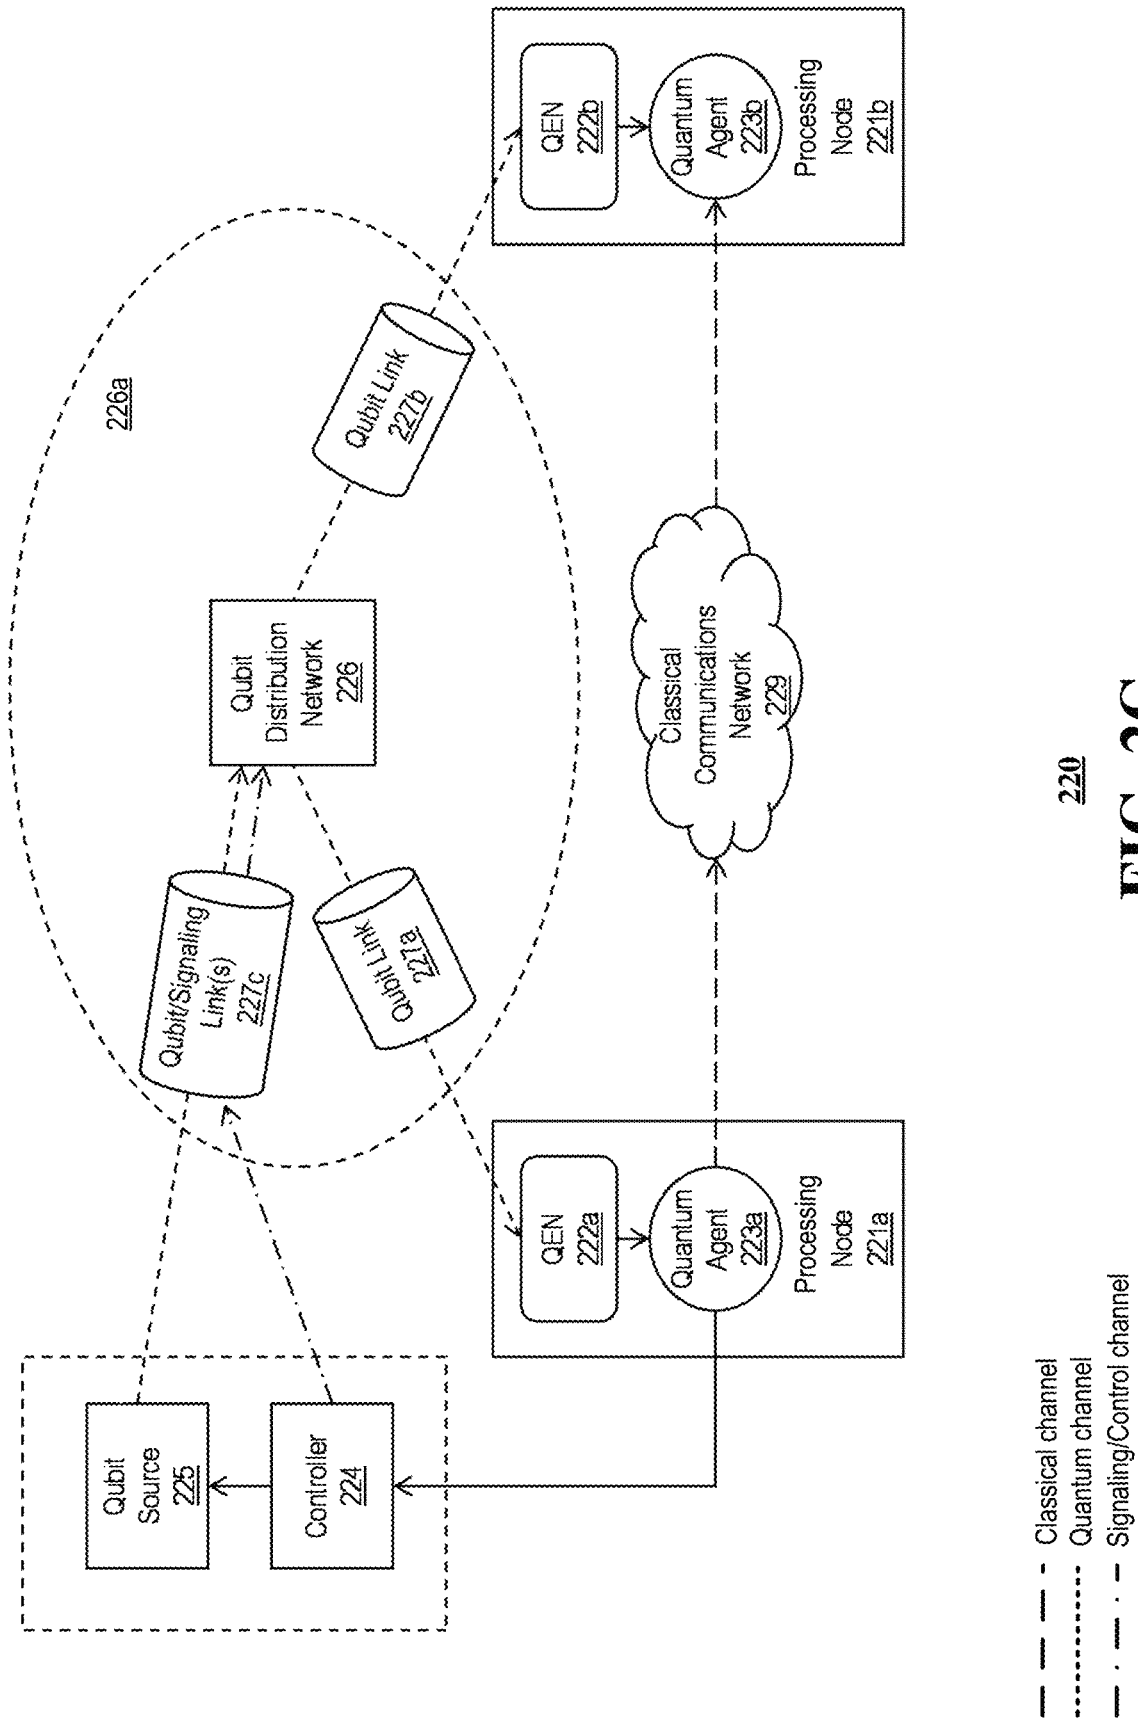 Qubit
Source
225
Controller
224
Qubit/Signaling
Link(s)
227c
Qubit
Distribution
Network
226
226a
Qubit Link
227a
Qubit Link
227b
QEN
222a
Quantum
Agent
223a
Processing
Node
221a
Classical
Communications
Network
229
QEN
222b
Quantum
Agent
223b
Processing
Node
221b
Classical channel
Quantum channel
Signaling/Control channel
220
FIG. 2C